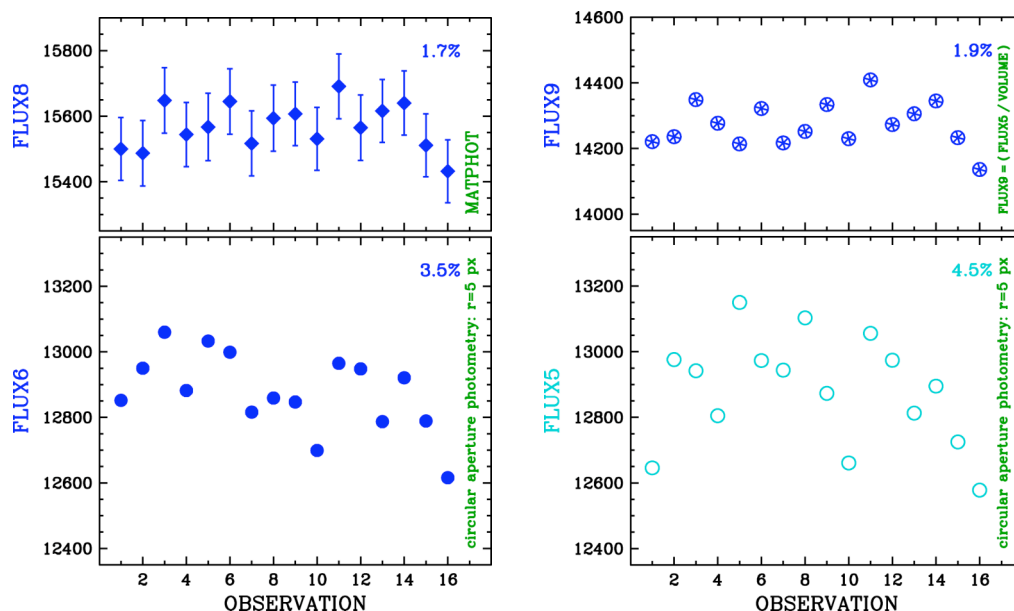 15800
15600
15400
FLUX8
1.7%
MATPHOT
13200
13000
12800
12600
12400
FLUX6
3.5%
circular aperture photometry: r=5 px
2 4 6 8 10 12 14 16
OBSERVATION
14600
14400
14200
14000
FLUX9
1.9%
FLUX9 = ( FLUX5 / VOLUME )
13200
13000
12800
12600
12400
FLUX5
4.5%
circular aperture photometry: r=5 px
2 4 6 8 10 12 14 16
OBSERVATION